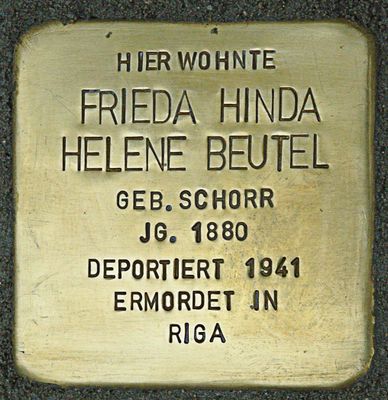 HIER WOHNTE
FRIEDA HINDA
HELENE BEUTEL
GEB. SCHORR
JG. 1880
DEPORTIERT 1941
ERMORDET IN
RIGA